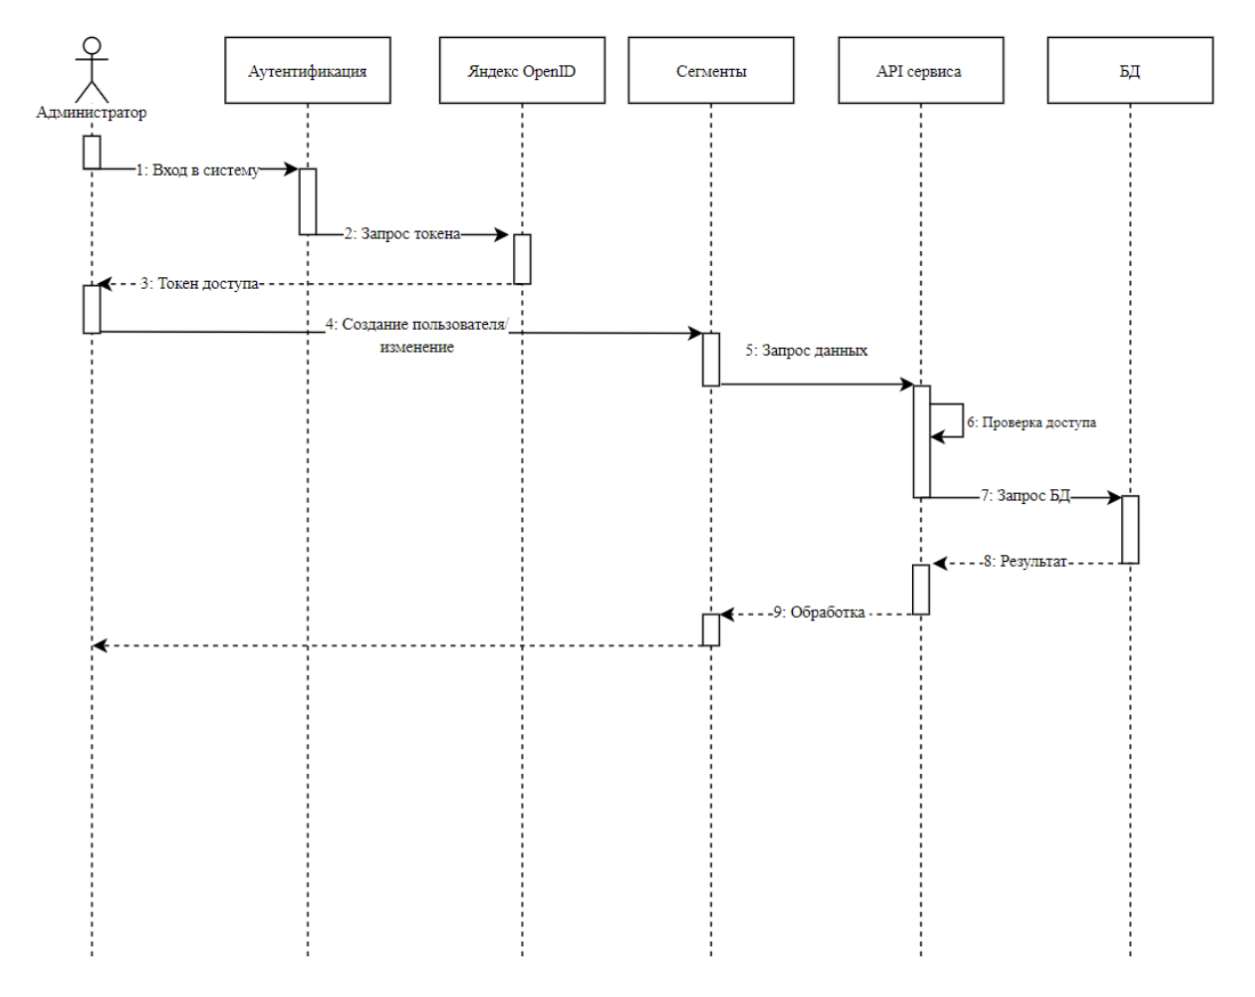 Администратор
Аутентификация
Яндекс OpenID
Сегменты
API сервиса
БД
1: Вход в систему
2: Запрос токена
3: Токен доступа
4: Создание пользователя/
изменение
5: Запрос данных
6: Проверка доступа
7: Запрос БД
8: Результат
9: Обработка